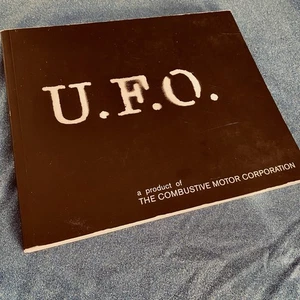 U.F.O.
a product of
THE COMBUSTIVE MOTOR CORPORATION